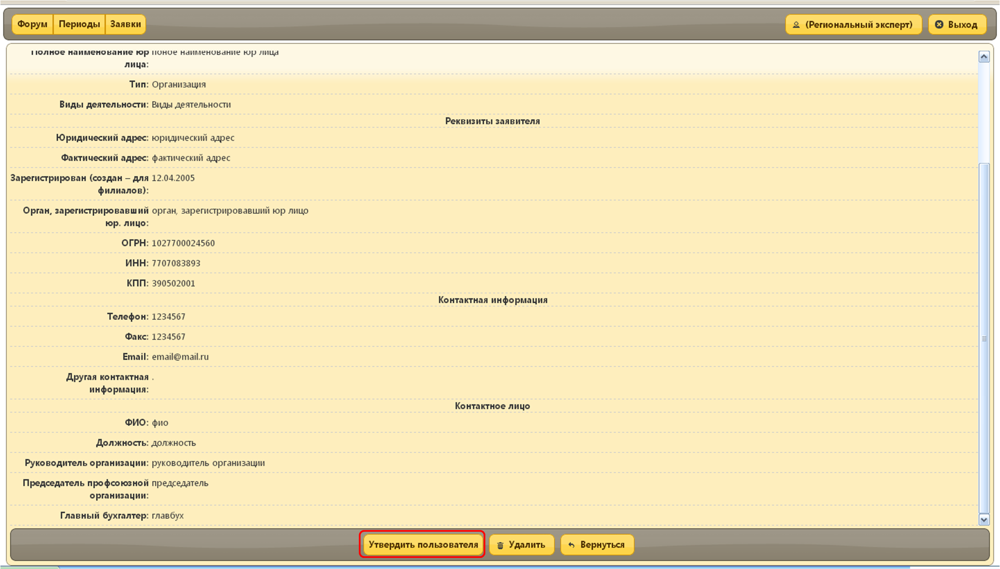 Форум Периоды Заявки (Региональный эксперт) Выход
Полное наименование юр поное наименование юр лица
лица:
Тип: Организация
Виды деятельности: Виды деятельности
Реквизиты заявителя
Юридический адрес: юридический адрес
Фактический адрес: фактический адрес
Зарегистрирован (создан – для 12.04.2005
филиалов):
Орган, зарегистрировавший орган, зарегистрировавший юр лицо
юр. лицо:
ОГРН: 1027700024560
ИНН: 7707083893
КПП: 390502001
Контактная информация
Телефон: 1234567
Факс: 1234567
Email: email@mail.ru
Другая контактная .
информация:
Контактное лицо
ФИО: фио
Должность: должность
Руководитель организации: руководитель организации
Председатель профсоюзной председатель
организации:
Главный бухгалтер: главбух
Утвердить пользователя Удалить Вернуться